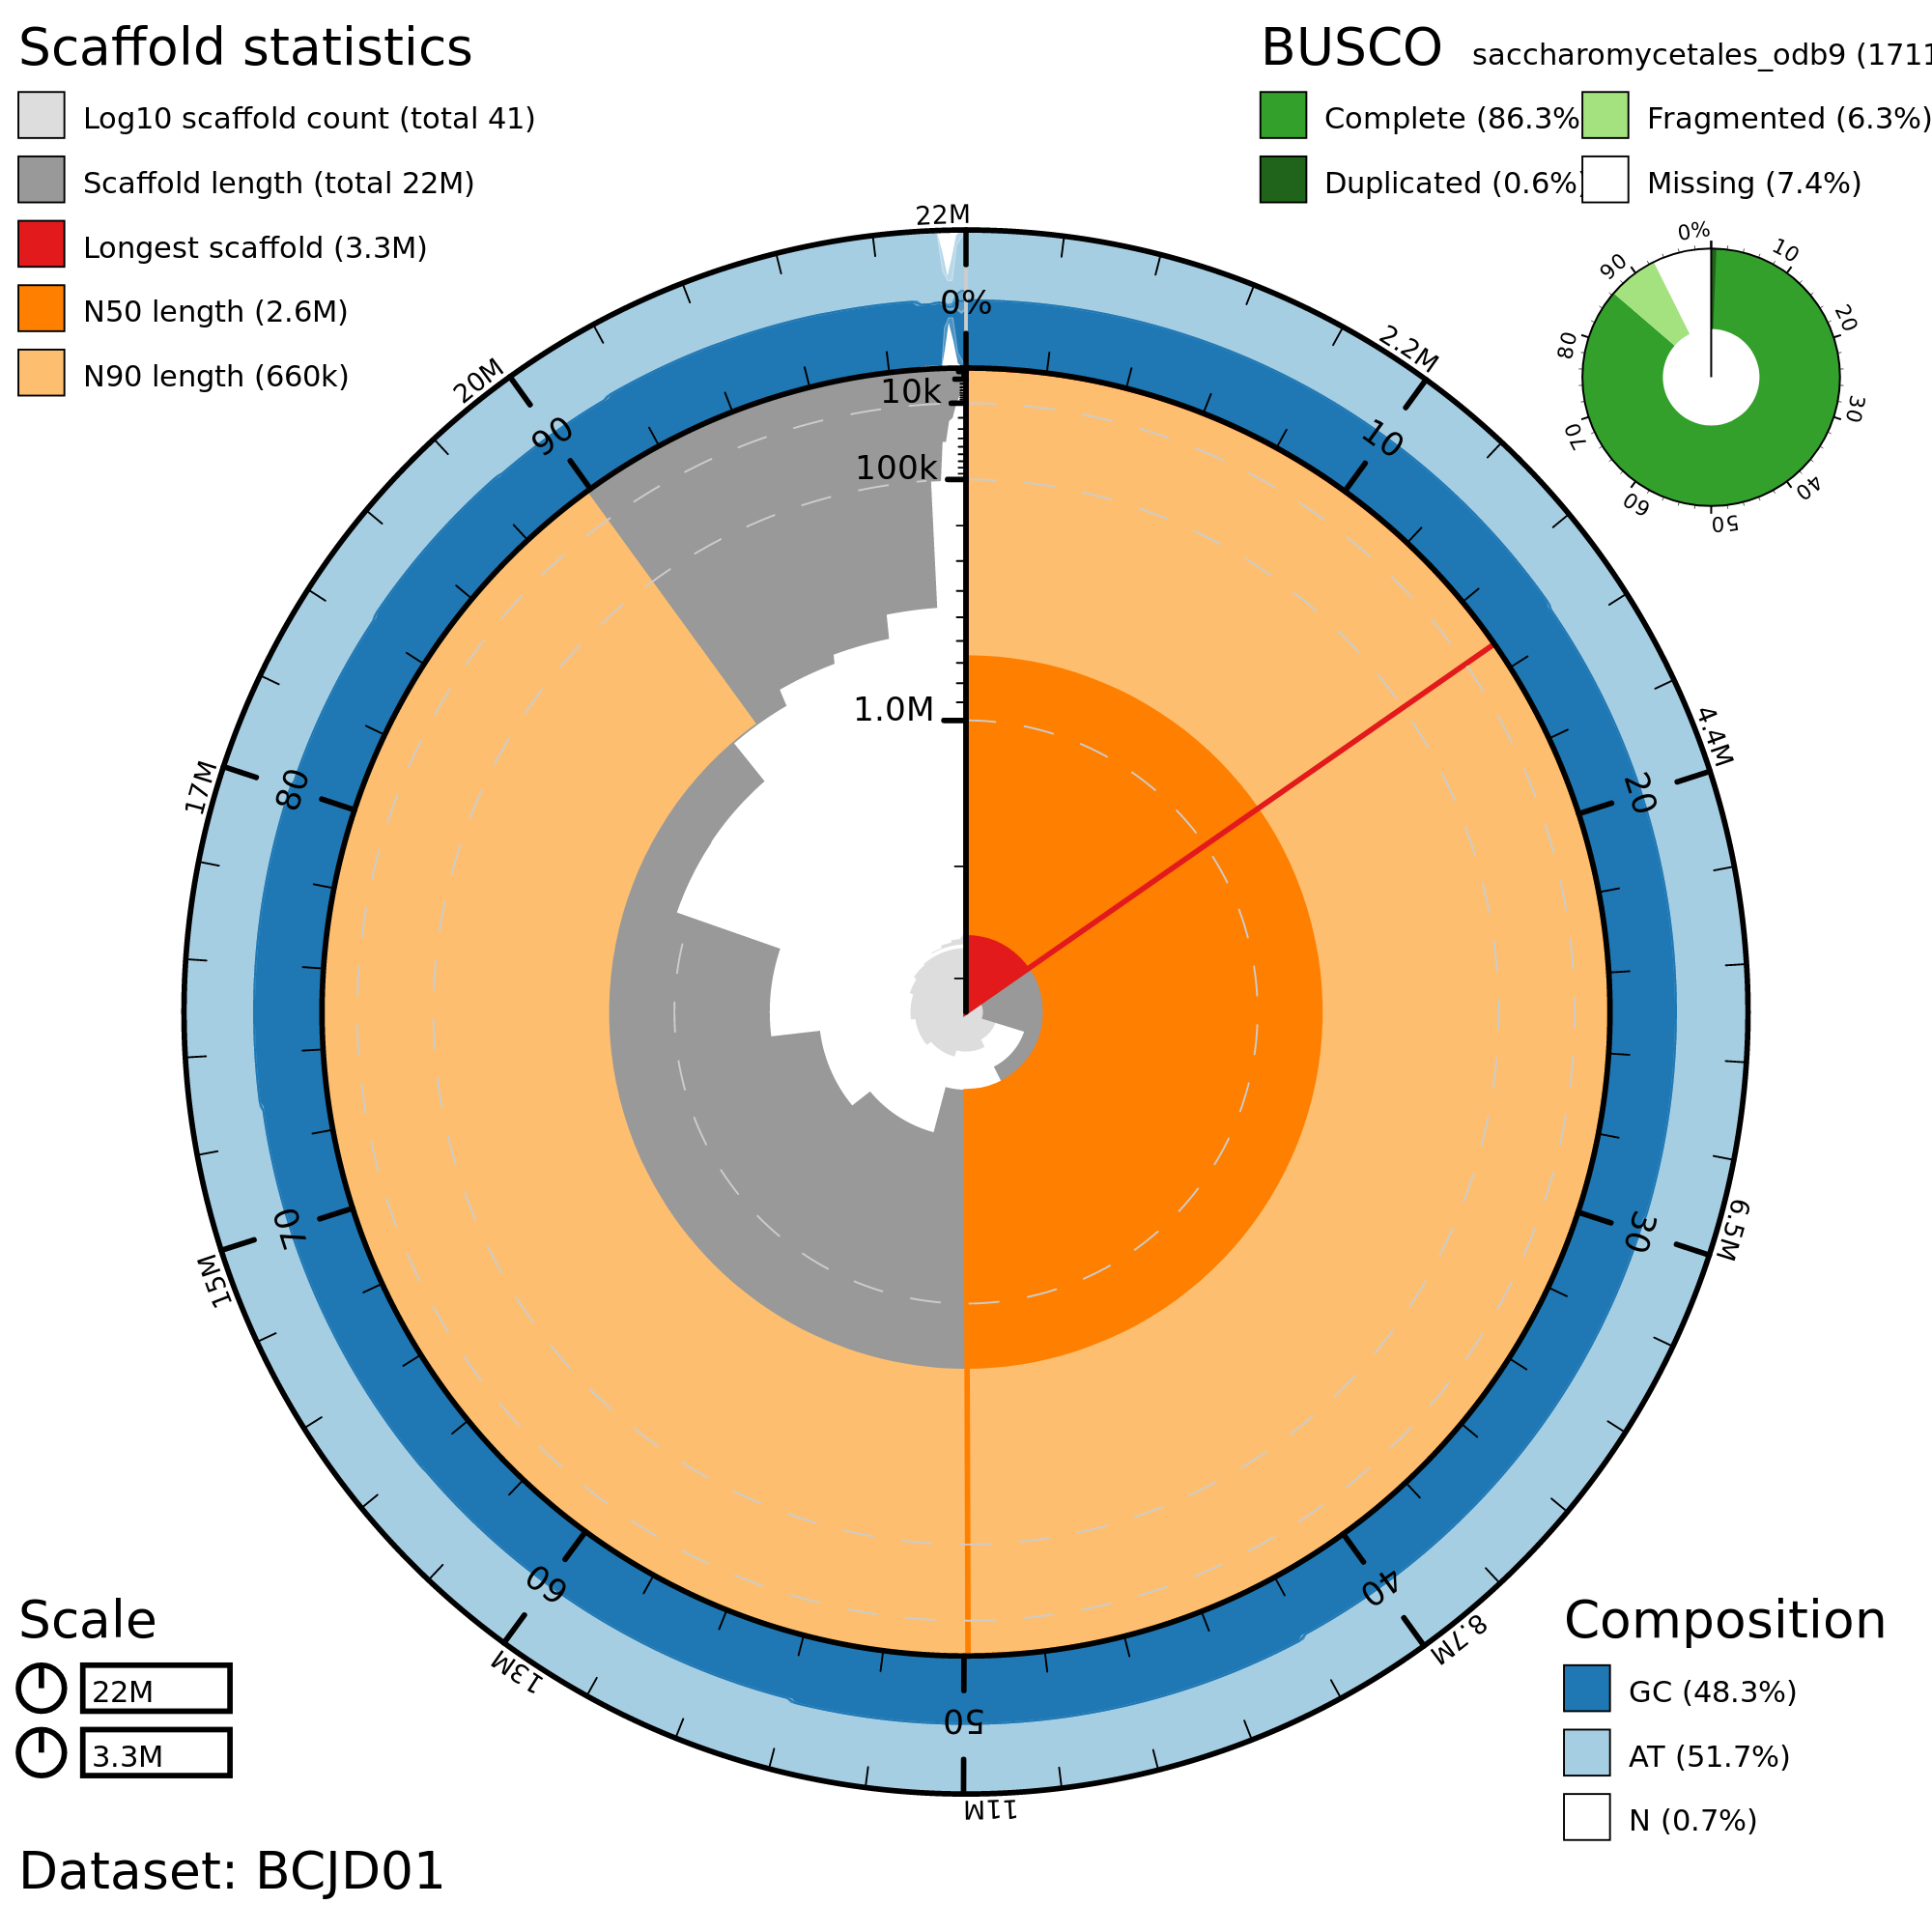 Scaffold statistics
Log10 scaffold count (total 41)
Scaffold length (total 22M)
Longest scaffold (3.3M)
N50 length (2.6M)
N90 length (660k)
BUSCO saccharomycetales_odb9 (1711
Complete (86.3%
Fragmented (6.3%)
Duplicated (0.6%)
Missing (7.4%)
0%
10
20
30
40
50
60
70
80
90
22M
2.2M
4.4M
6.5M
8.7M
11M
13M
15M
17M
20M
0%
10
20
30
40
50
60
70
80
90
10k
100k
1.0M
Scale
22M
3.3M
Composition
GC (48.3%)
AT (51.7%)
N (0.7%)
Dataset: BCJD01